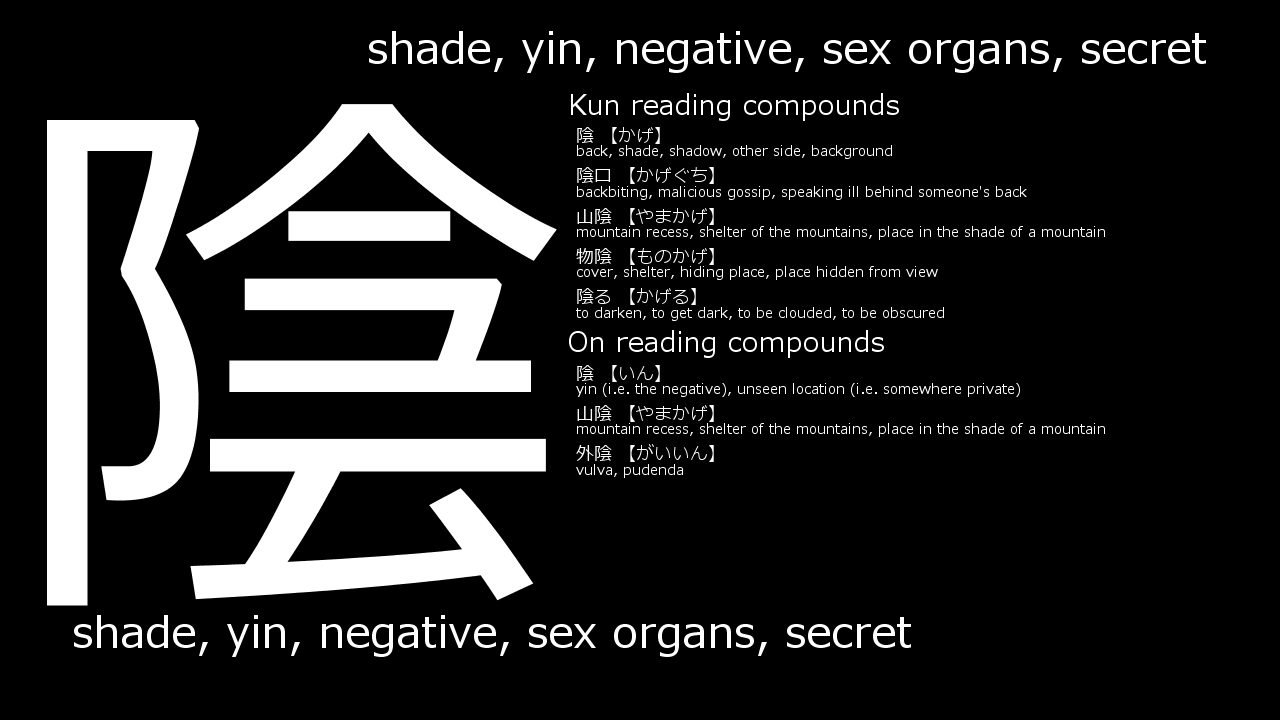 shade, yin, negative, sex organs, secret
陰
Kun reading compounds
陰 【かげ】
back, shade, shadow, other side, background
陰口 【かげぐち】
backbiting, malicious gossip, speaking ill behind someone's back
山陰 【やまかげ】
mountain recess, shelter of the mountains, place in the shade of a mountain
物陰 【ものかげ】
cover, shelter, hiding place, place hidden from view
陰る 【かげる】
to darken, to get dark, to be clouded, to be obscured
On reading compounds
陰 【いん】
yin (i.e. the negative), unseen location (i.e. somewhere private)
山陰 【やまかげ】
mountain recess, shelter of the mountains, place in the shade of a mountain
外陰 【がいいん】
vulva, pudenda
shade, yin, negative, sex organs, secret